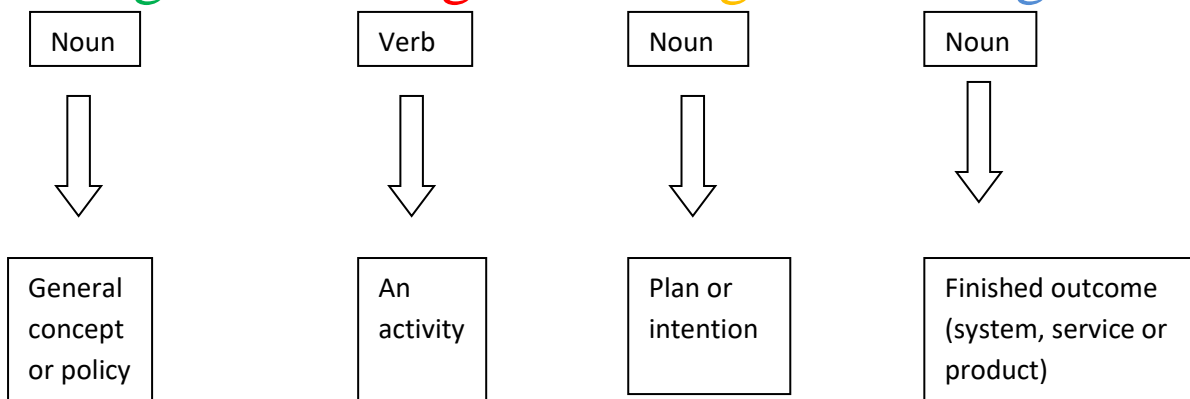 Noun
Verb
Noun
Noun
General
concept
or policy
An
activity
Plan or
intention
Finished outcome
(system, service or
product)